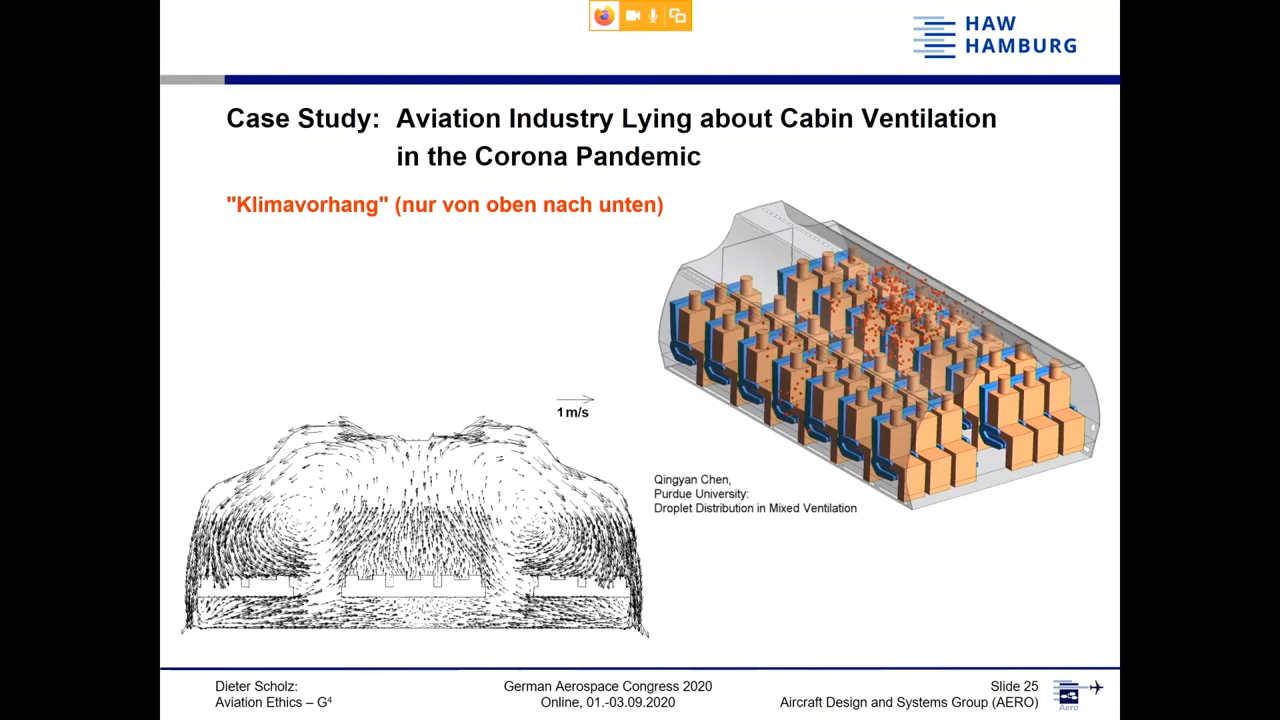 HAW
HAMBURG
Case Study: Aviation Industry Lying about Cabin Ventilation
in the Corona Pandemic
"Klimavorhang" (nur von oben nach unten)
1 m/s
Qingyan Chen,
Purdue University:
Droplet Distribution in Mixed Ventilation
Dieter Scholz:
Aviation Ethics – G⁴
German Aerospace Congress 2020
Online, 01.-03.09.2020
Slide 25
Aircraft Design and Systems Group (AERO)
Aero